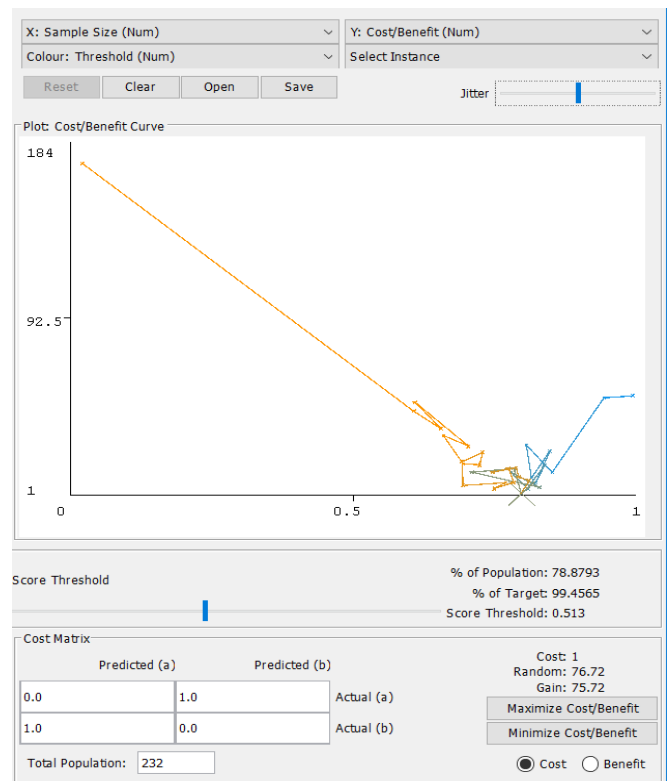 X: Sample Size (Num) Y: Cost/Benefit (Num)
Colour: Threshold (Num) Select Instance
Reset Clear Open Save Jitter
Plot: Cost/Benefit Curve
184
92.5
1
0 0.5 1
Score Threshold
% of Population: 78.8793
% of Target: 99.4565
Score Threshold: 0.513
Cost Matrix
Predicted (a) Predicted (b)
0.0 1.0 Actual (a)
1.0 0.0 Actual (b)
Total Population: 232
Cost: 1
Random: 76.72
Gain: 75.72
Maximize Cost/Benefit
Minimize Cost/Benefit
Cost Benefit